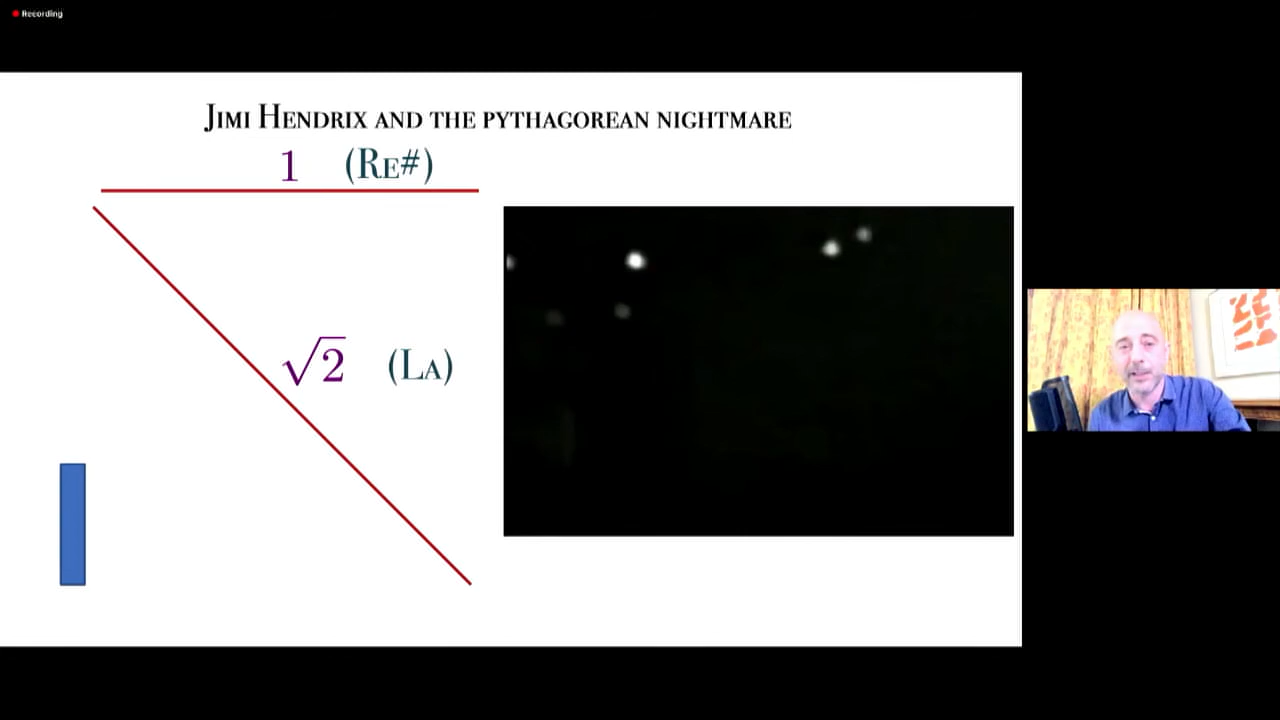 Recording
Jimi Hendrix and the pythagorean nightmare
1 (Re#)
√2 (La)